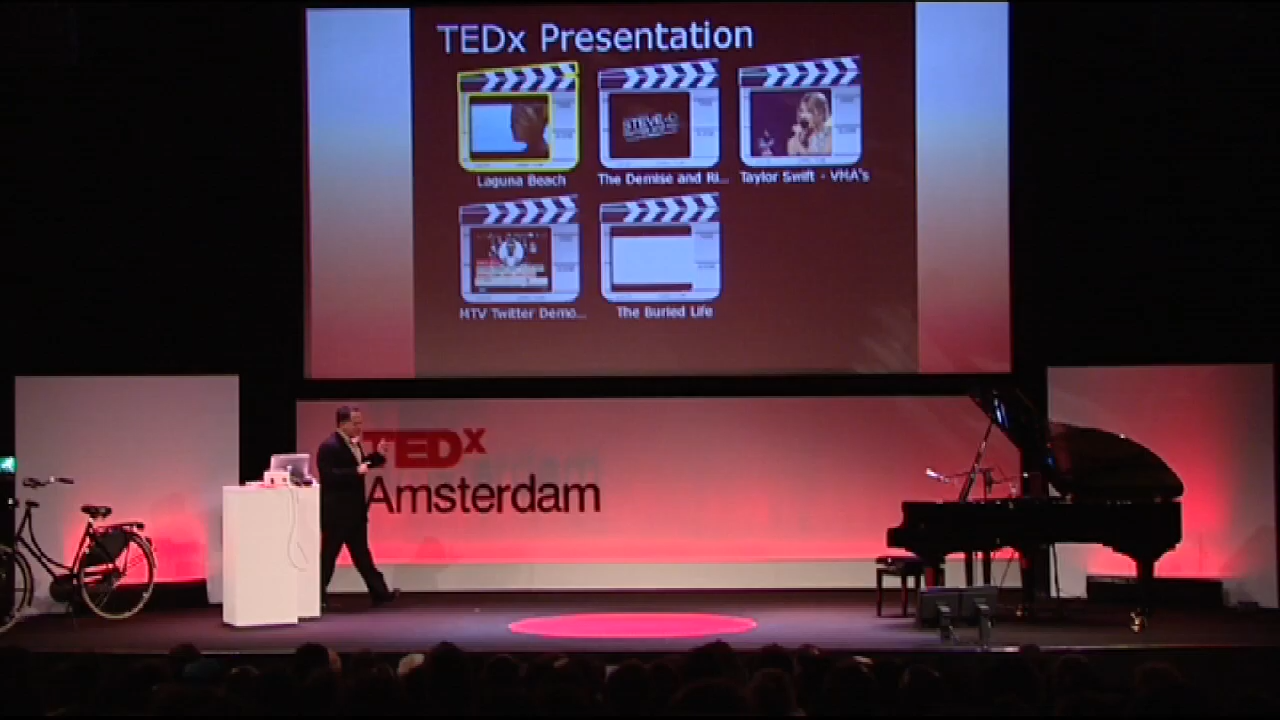 TEDx Presentation
STEVE-O
Laguna Beach
The Demise and Ri...
Taylor Swift - VMA's
MTV Twitter Demo...
The Buried Life
TEDx
Amsterdam